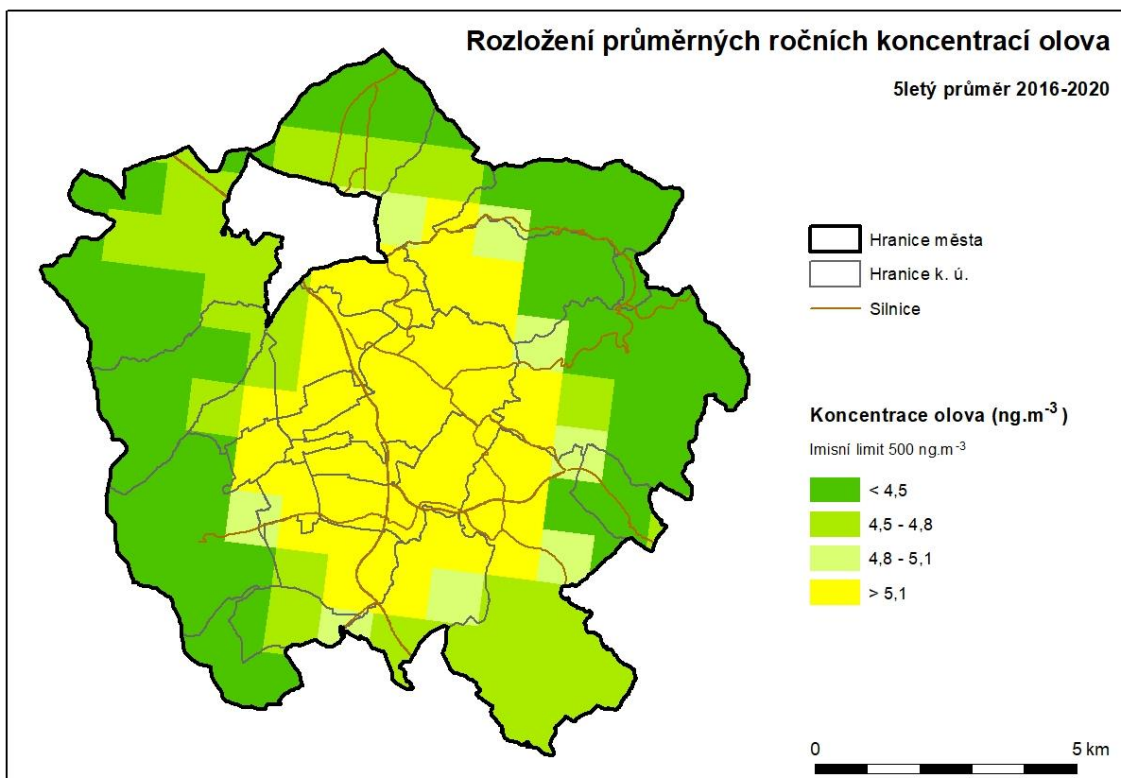 Rozložení průměrných ročních koncentrací olova
5letý průměr 2016-2020
Hranice města
Hranice k. ú.
Silnice
Koncentrace olova (ng.m⁻³ )
Imisní limit 500 ng.m⁻³
< 4,5
4,5 - 4,8
4,8 - 5,1
> 5,1
0 5 km